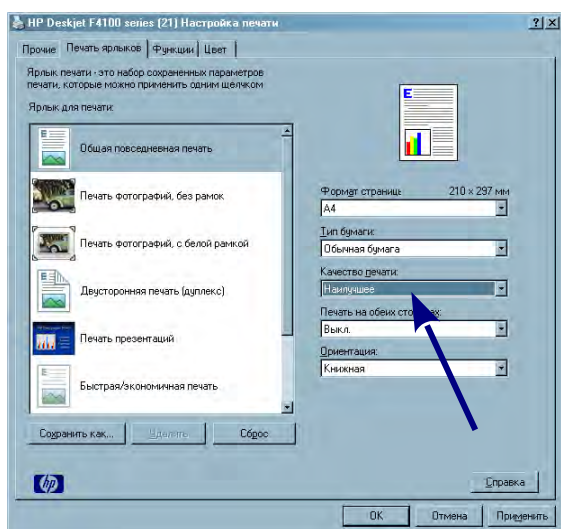 HP Deskjet F4100 series (21) Настройка печати
Прочие
Печать ярлыков
Функции
Цвет
Ярлык печати - это набор сохраненных параметров
печати, которые можно применить одним щелчком
Ярлык для печати:
Общая повседневная печать
Печать фотографий, без рамок
Печать фотографий, с белой рамкой
Двусторонняя печать (дуплекс)
Печать презентаций
Быстрая/экономичная печать
Сохранить как...
Удалить
Сброс
E
Формат страниц: 210 x 297 мм
A4
Тип бумаги:
Обычная бумага
Качество печати:
Наилучшее
Печать на обеих
Выкл.
Ориентация:
Книжная
hp
Справка
OK
Отмена
Применить